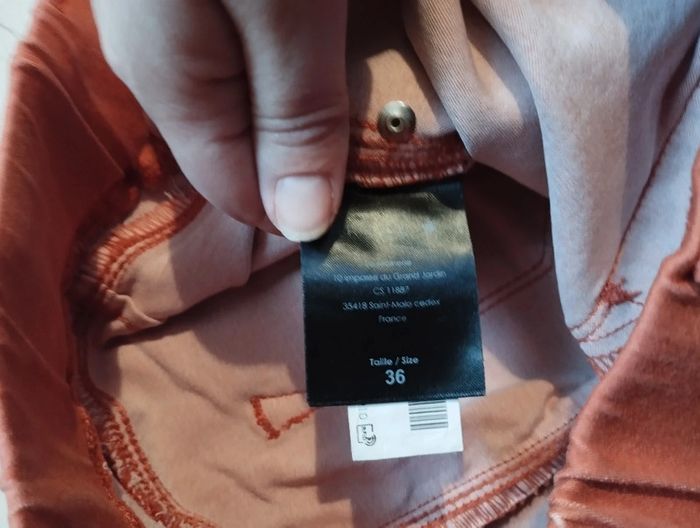 10 impasse du Grand Jardin
CS 11887
35418 Saint-Malo cedex
France
Taille / Size
36